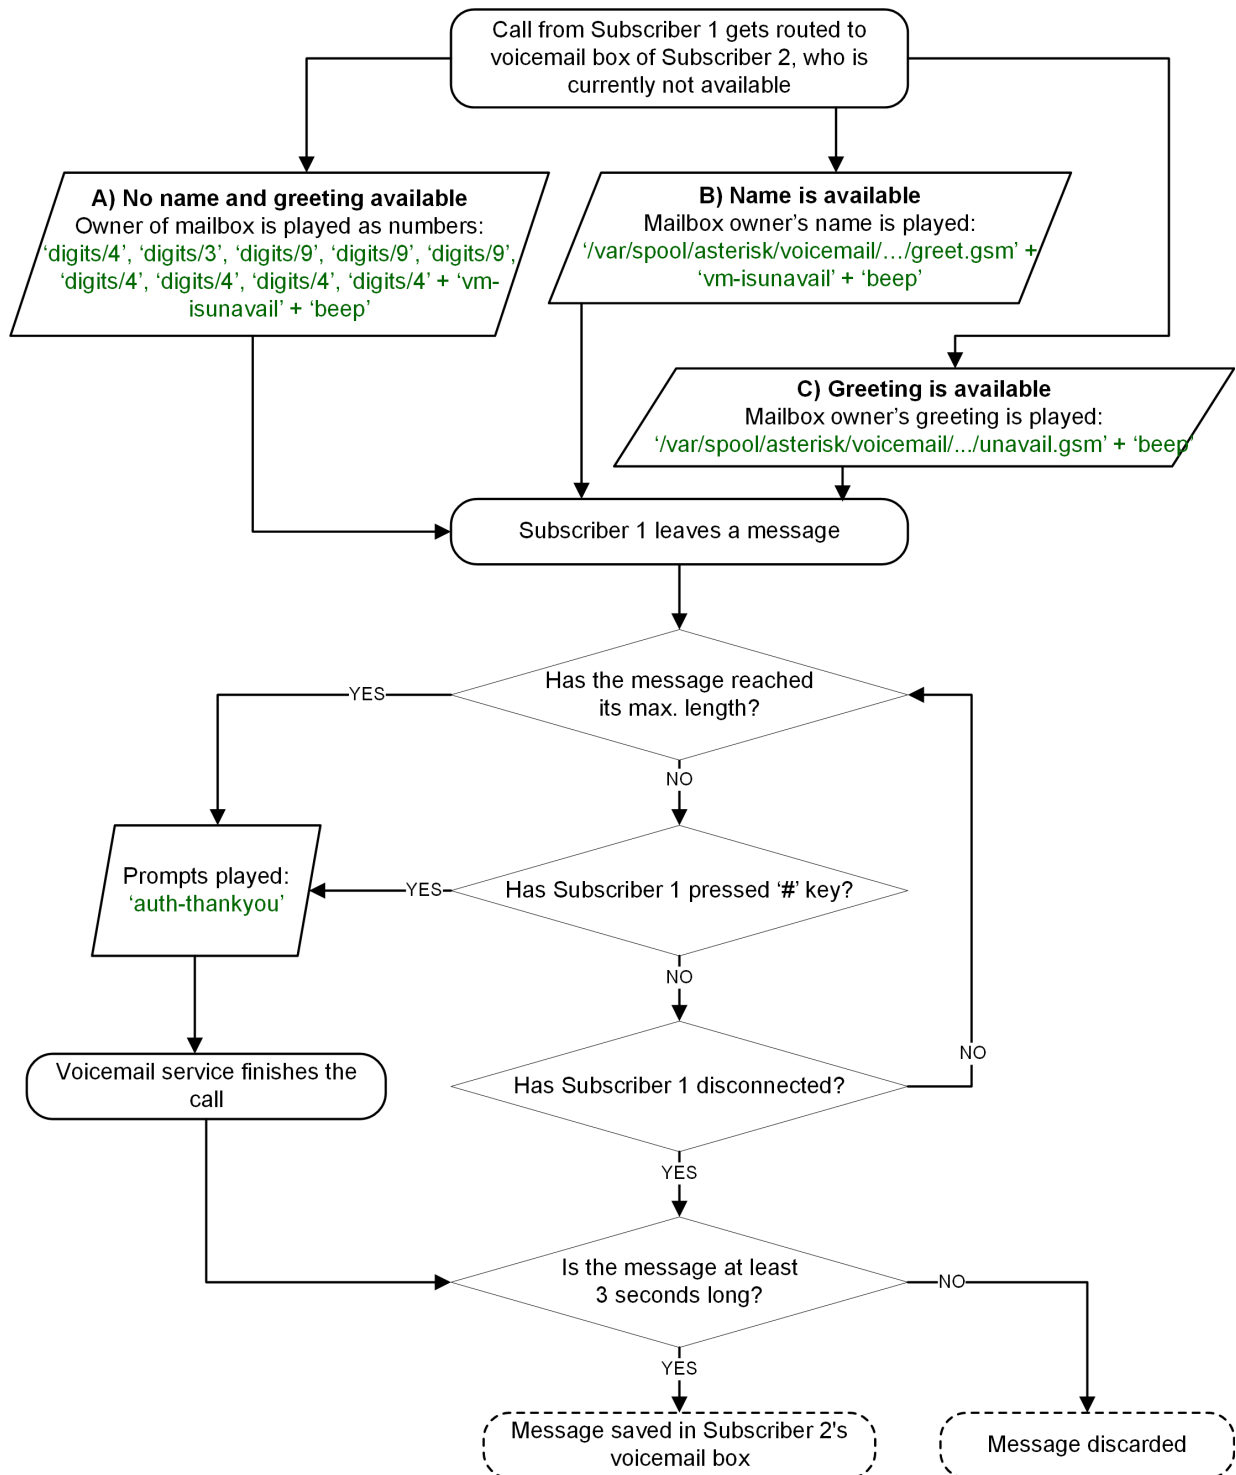 Call from Subscriber 1 gets routed to
voicemail box of Subscriber 2, who is
currently not available
A) No name and greeting available
Owner of mailbox is played as numbers:
‘digits/4’, ‘digits/3’, ‘digits/9’, ‘digits/9’, ‘digits/9’,
‘digits/4’, ‘digits/4’, ‘digits/4’, ‘digits/4’ + ‘vm-
isunavail’ + ‘beep’
B) Name is available
Mailbox owner’s name is played:
‘/var/spool/asterisk/voicemail/…/greet.gsm’ +
‘vm-isunavail’ + ‘beep’
C) Greeting is available
Mailbox owner’s greeting is played:
‘/var/spool/asterisk/voicemail/.../unavail.gsm’ + ‘beep’
Subscriber 1 leaves a message
Has the message reached
its max. length?
YES
NO
Prompts played:
‘auth-thankyou’
YES
Has Subscriber 1 pressed ‘#’ key?
NO
Voicemail service finishes the
call
Has Subscriber 1 disconnected?
NO
YES
Is the message at least
3 seconds long?
NO
YES
Message saved in Subscriber 2's
voicemail box
Message discarded